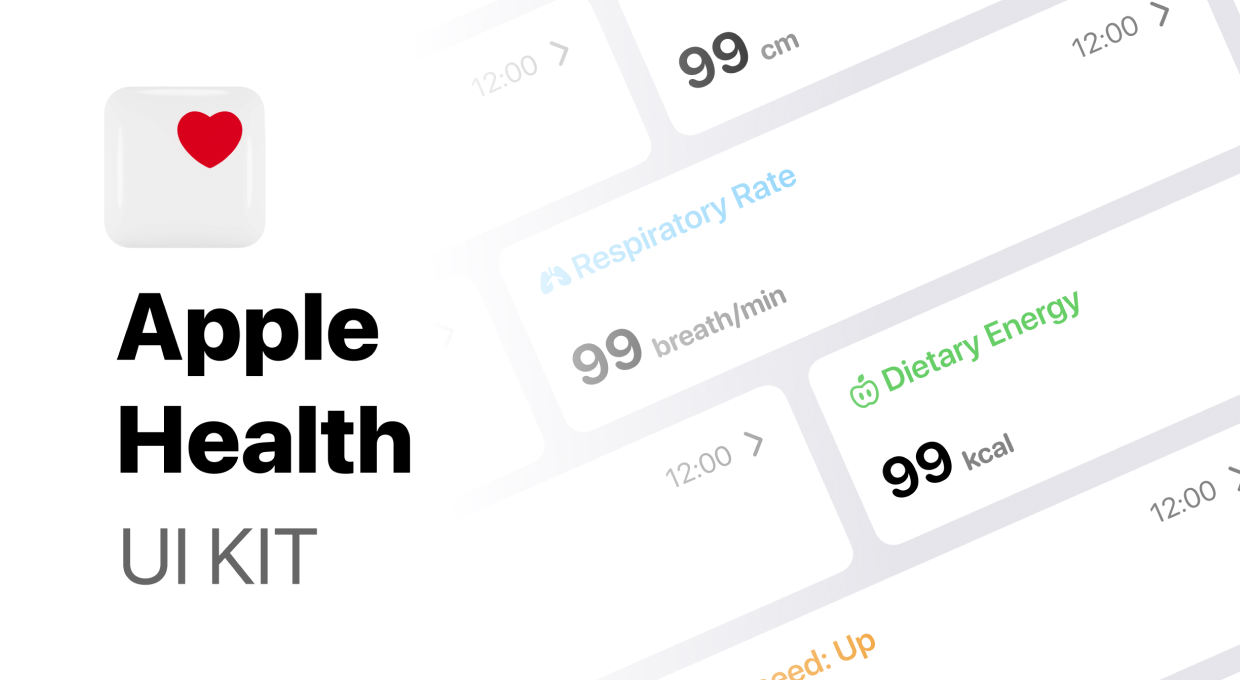 Apple
Health
UI KIT
12:00
99 cm
12:00
Respiratory Rate
99 breath/min
12:00
Dietary Energy
99 kcal
12:00
eed: Up